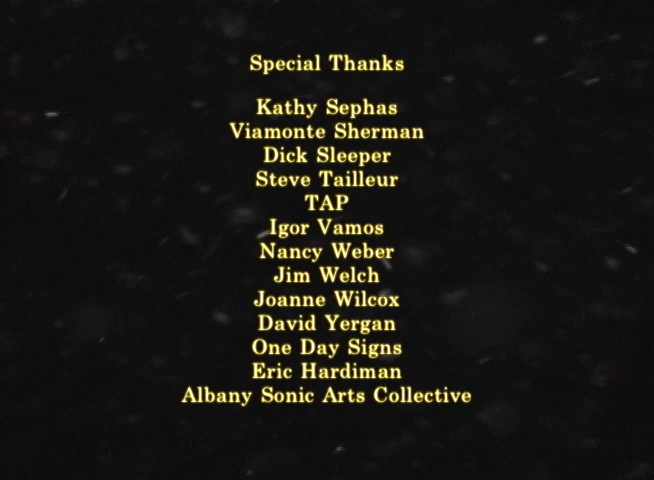 Special Thanks
Kathy Sephas
Viamonte Sherman
Dick Sleeper
Steve Tailleur
TAP
Igor Vamos
Nancy Weber
Jim Welch
Joanne Wilcox
David Yergan
One Day Signs
Eric Hardiman
Albany Sonic Arts Collective